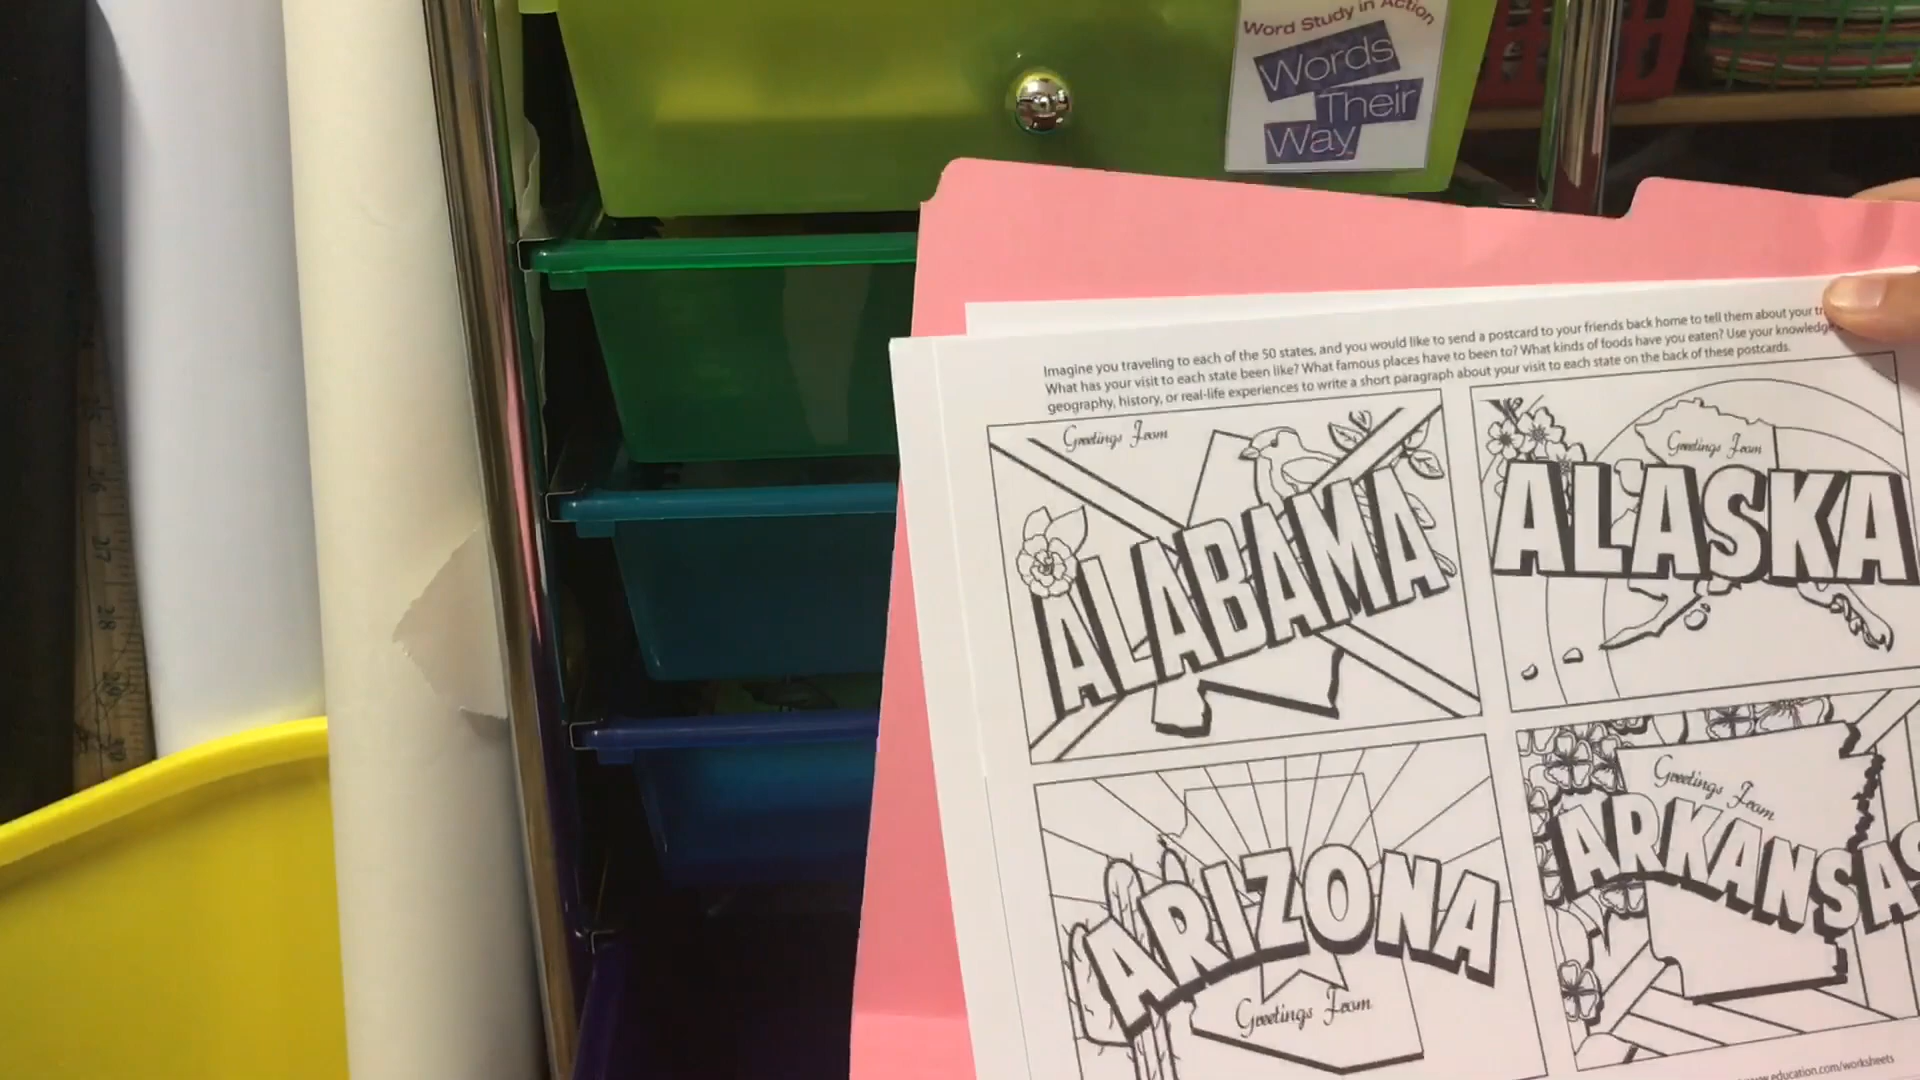 Word Study in Action
Words
Their
Way
Imagine you traveling to each of the 50 states, and you would like to send a postcard to your friends back home to tell them about your
What has your visit to each state been like? What famous places have to been to? What kinds of foods have you eaten? Use your knowledge
geography, history, or real-life experiences to write a short paragraph about your visit to each state on the back of these postcards.
Greetings From
ALABAMA
Greetings From
ALASKA
ARIZONA
Greetings From
Greetings From
ARKANSAS
www.education.com/worksheets
27
28